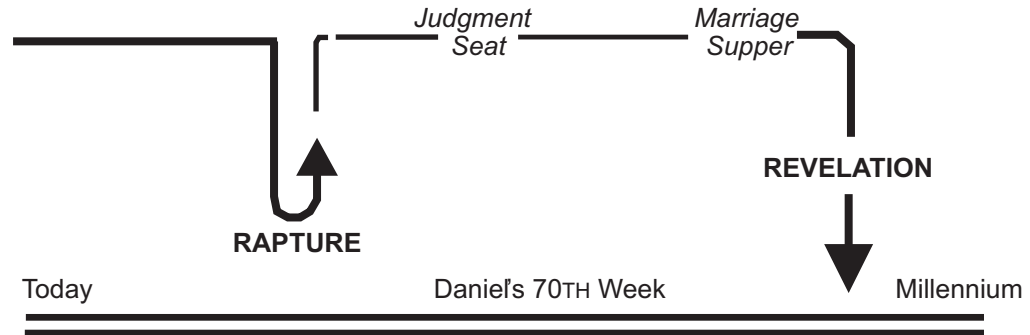 Judgment
Seat
Marriage
Supper
REVELATION
RAPTURE
Today
Daniel's 70TH Week
Millennium